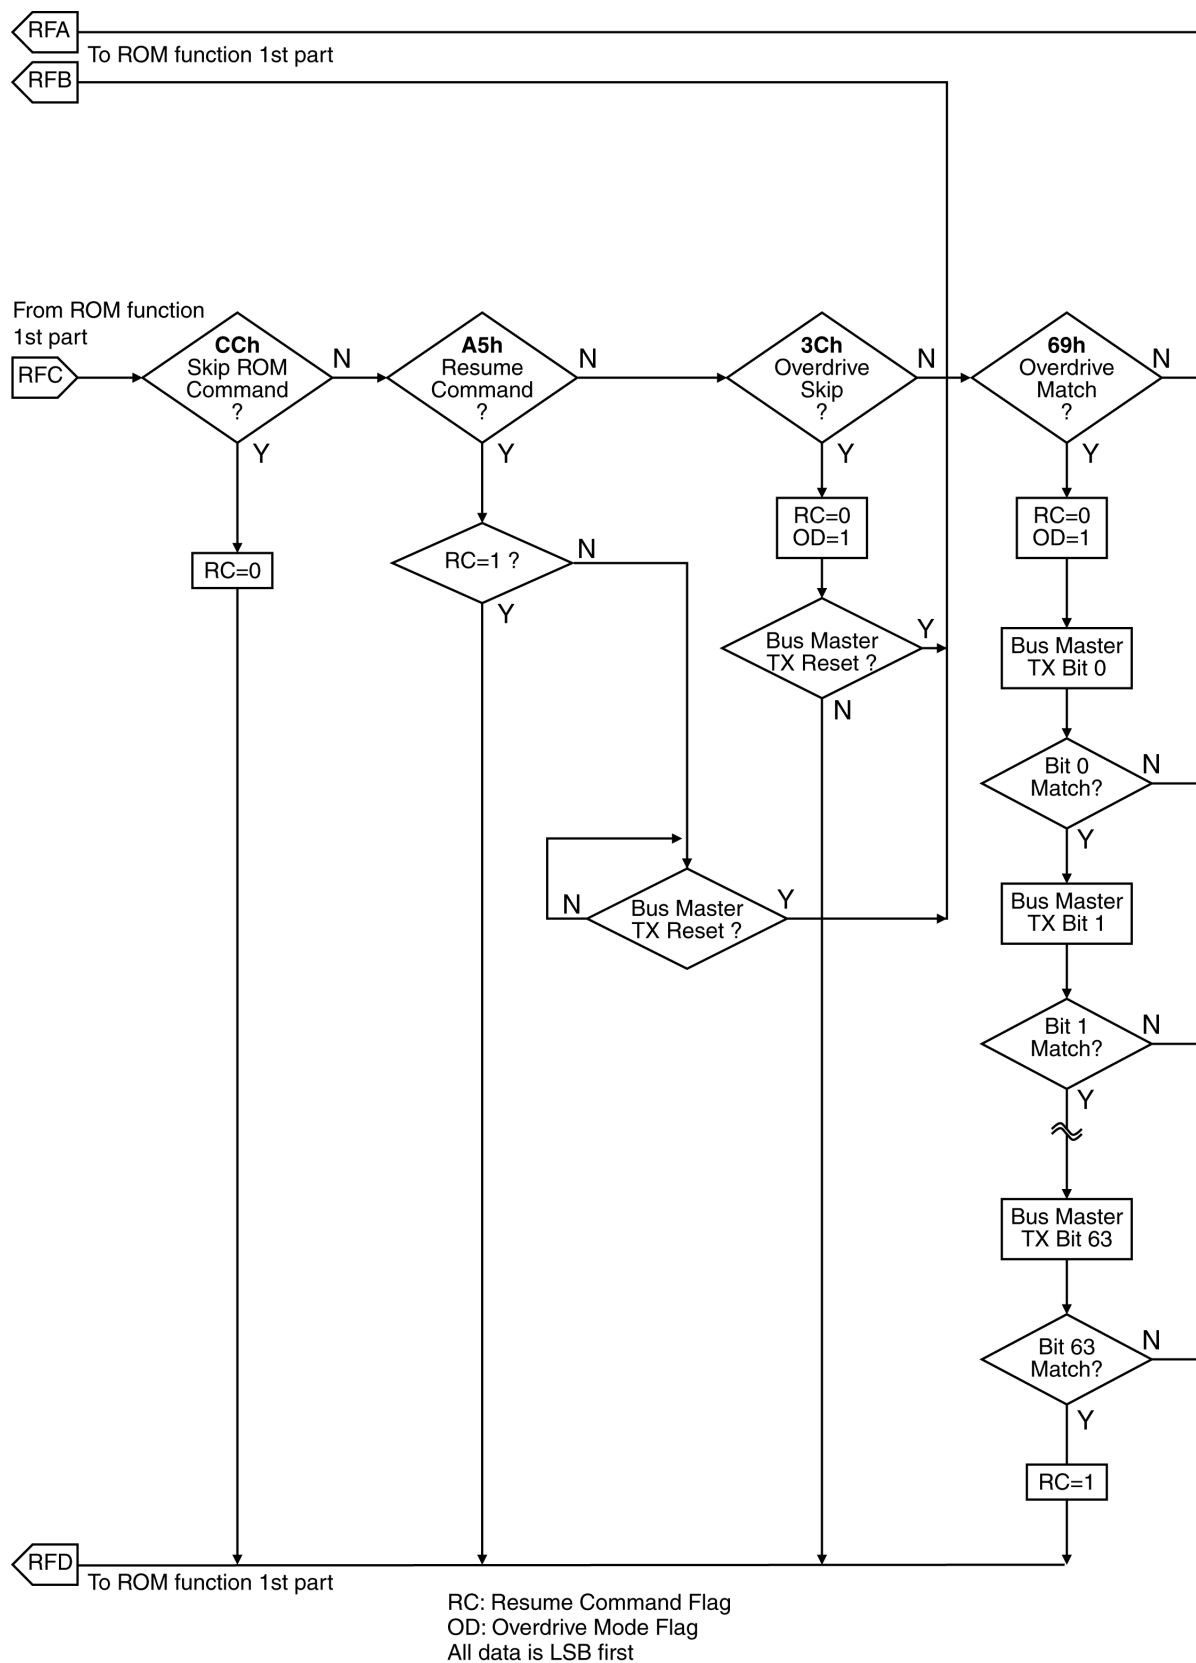 RFA
To ROM function 1st part
RFB
From ROM function
1st part
RFC
CCh
Skip ROM
Command
?
N
Y
A5h
Resume
Command
?
N
Y
3Ch
Overdrive
Skip
?
N
Y
69h
Overdrive
Match
?
N
Y
RC=0
RC=1 ?
N
Y
RC=0
OD=1
Bus Master
TX Reset ?
Y
N
RC=0
OD=1
Bus Master
TX Bit 0
Bit 0
Match?
N
Y
Bus Master
TX Reset ?
N
Y
Bus Master
TX Bit 1
Bit 1
Match?
N
Y
Bus Master
TX Bit 63
Bit 63
Match?
N
Y
RC=1
RFD
To ROM function 1st part
RC: Resume Command Flag
OD: Overdrive Mode Flag
All data is LSB first